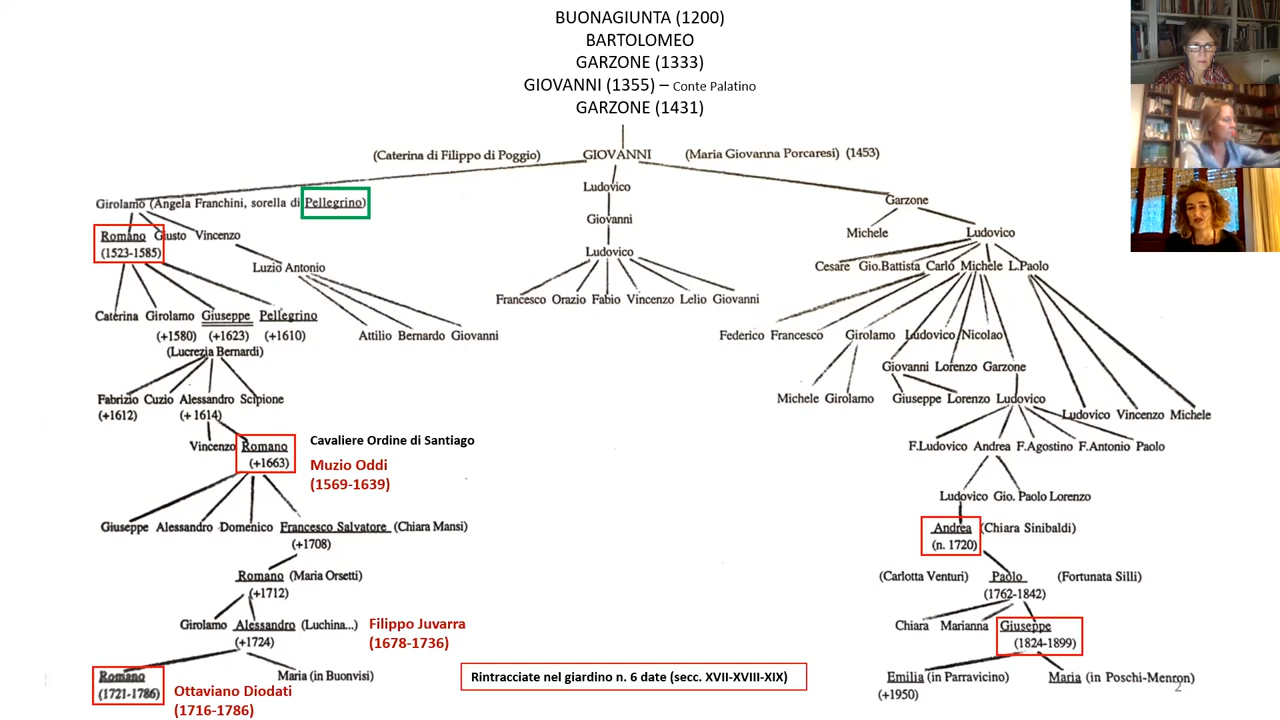 BUONAGIUNTA (1200)
BARTOLOMEO
GARZONE (1333)
GIOVANNI (1355) – Conte Palatino
GARZONE (1431)
(Caterina di Filippo di Poggio) GIOVANNI (Maria Giovanna Porcaresi) (1453)
Ludovico
Girolamo (Angela Franchini, sorella di Pellegrino) Garzone
Giovanni
Romano Giusto Vincenzo Michele Ludovico
(1523-1585) Ludovico
Luzio Antonio Cesare Gio.Battista Carlo Michele L.Paolo
Francesco Orazio Fabio Vincenzo Lelio Giovanni
Caterina Girolamo Giuseppe Pellegrino
(+1580) (+1623) (+1610) Attilio Bernardo Giovanni Federico Francesco Girolamo Ludovico Nicolao
(Lucrezia Bernardi)
Giovanni Lorenzo Garzone
Fabrizio Cuzio Alessandro Scipione Michele Girolamo Giuseppe Lorenzo Ludovico
(+1612) (+ 1614) Ludovico Vincenzo Michele
Vincenzo Romano Cavaliere Ordine di Santiago F.Ludovico Andrea F.Agostino F.Antonio Paolo
(+1663) Muzio Oddi
(1569-1639)
Ludovico Gio. Paolo Lorenzo
Giuseppe Alessandro Domenico Francesco Salvatore (Chiara Mansi) Andrea (Chiara Sinibaldi)
(+1708) (n. 1720)
Romano (Maria Orsetti) (Carlotta Venturi) Paolo (Fortunata Silli)
(+1712) (1762-1842)
Girolamo Alessandro (Luchina...) Filippo Juvarra Chiara Marianna Giuseppe
(+1724) (1678-1736) (1824-1899)
Romano Maria (in Buonvisi) Rintracciate nel giardino n. 6 date (secc. XVII-XVIII-XIX) Emilia (in Parravicino) Maria (in Poschi-Menron)
(1721-1786) Ottaviano Diodati (+1950) 2
(1716-1786)